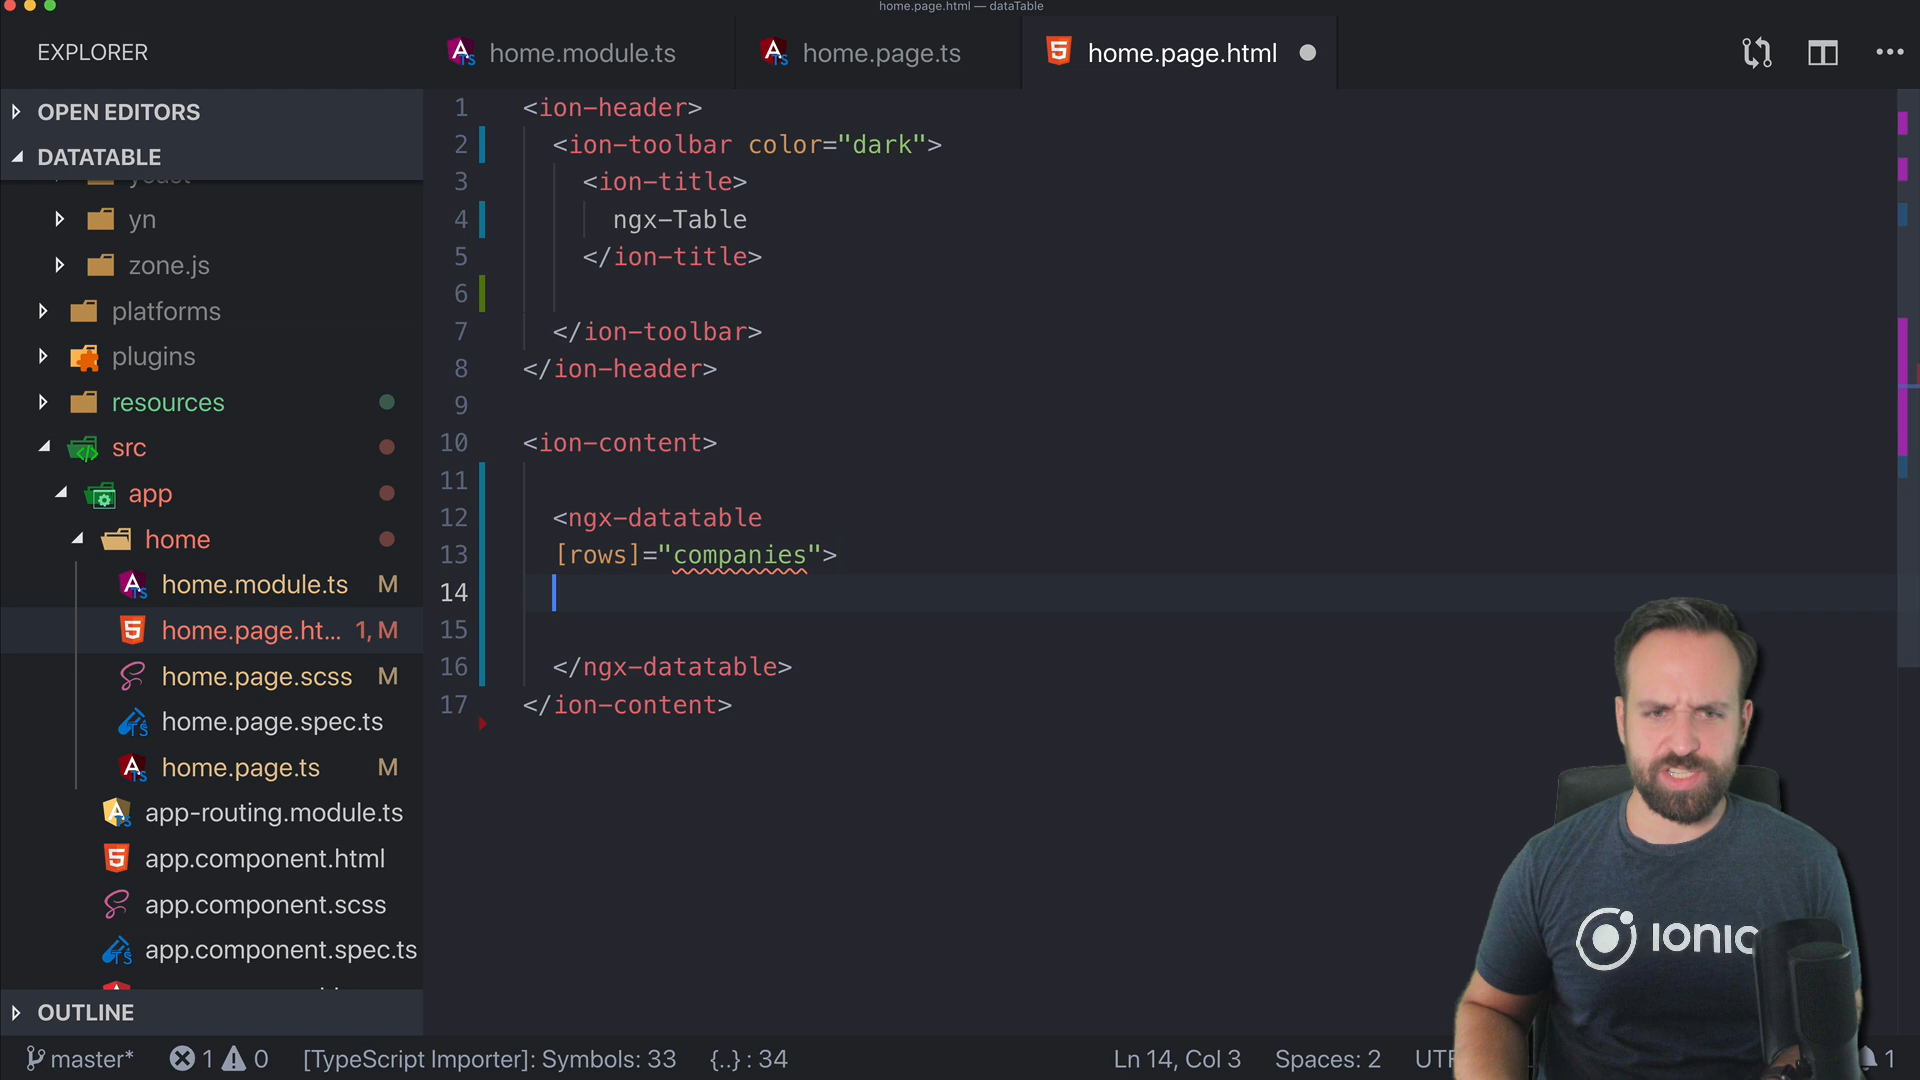 home.page.html — dataTable
EXPLORER
home.module.ts
home.page.ts
home.page.html
OPEN EDITORS
DATATABLE
yeast
yn
zone.js
platforms
plugins
resources
src
app
home
home.module.ts M
home.page.ht... 1, M
home.page.scss M
home.page.spec.ts
home.page.ts M
app-routing.module.ts
app.component.html
app.component.scss
app.component.spec.ts
OUTLINE
1 <ion-header>
2 <ion-toolbar color="dark">
3 <ion-title>
4 ngx-Table
5 </ion-title>
6
7 </ion-toolbar>
8 </ion-header>
9
10 <ion-content>
11
12 <ngx-datatable
13 [rows]="companies">
14
15
16 </ngx-datatable>
17 </ion-content>
ionic
master* 1 0 [TypeScript Importer]: Symbols: 33 {..} : 34 Ln 14, Col 3 Spaces: 2 1